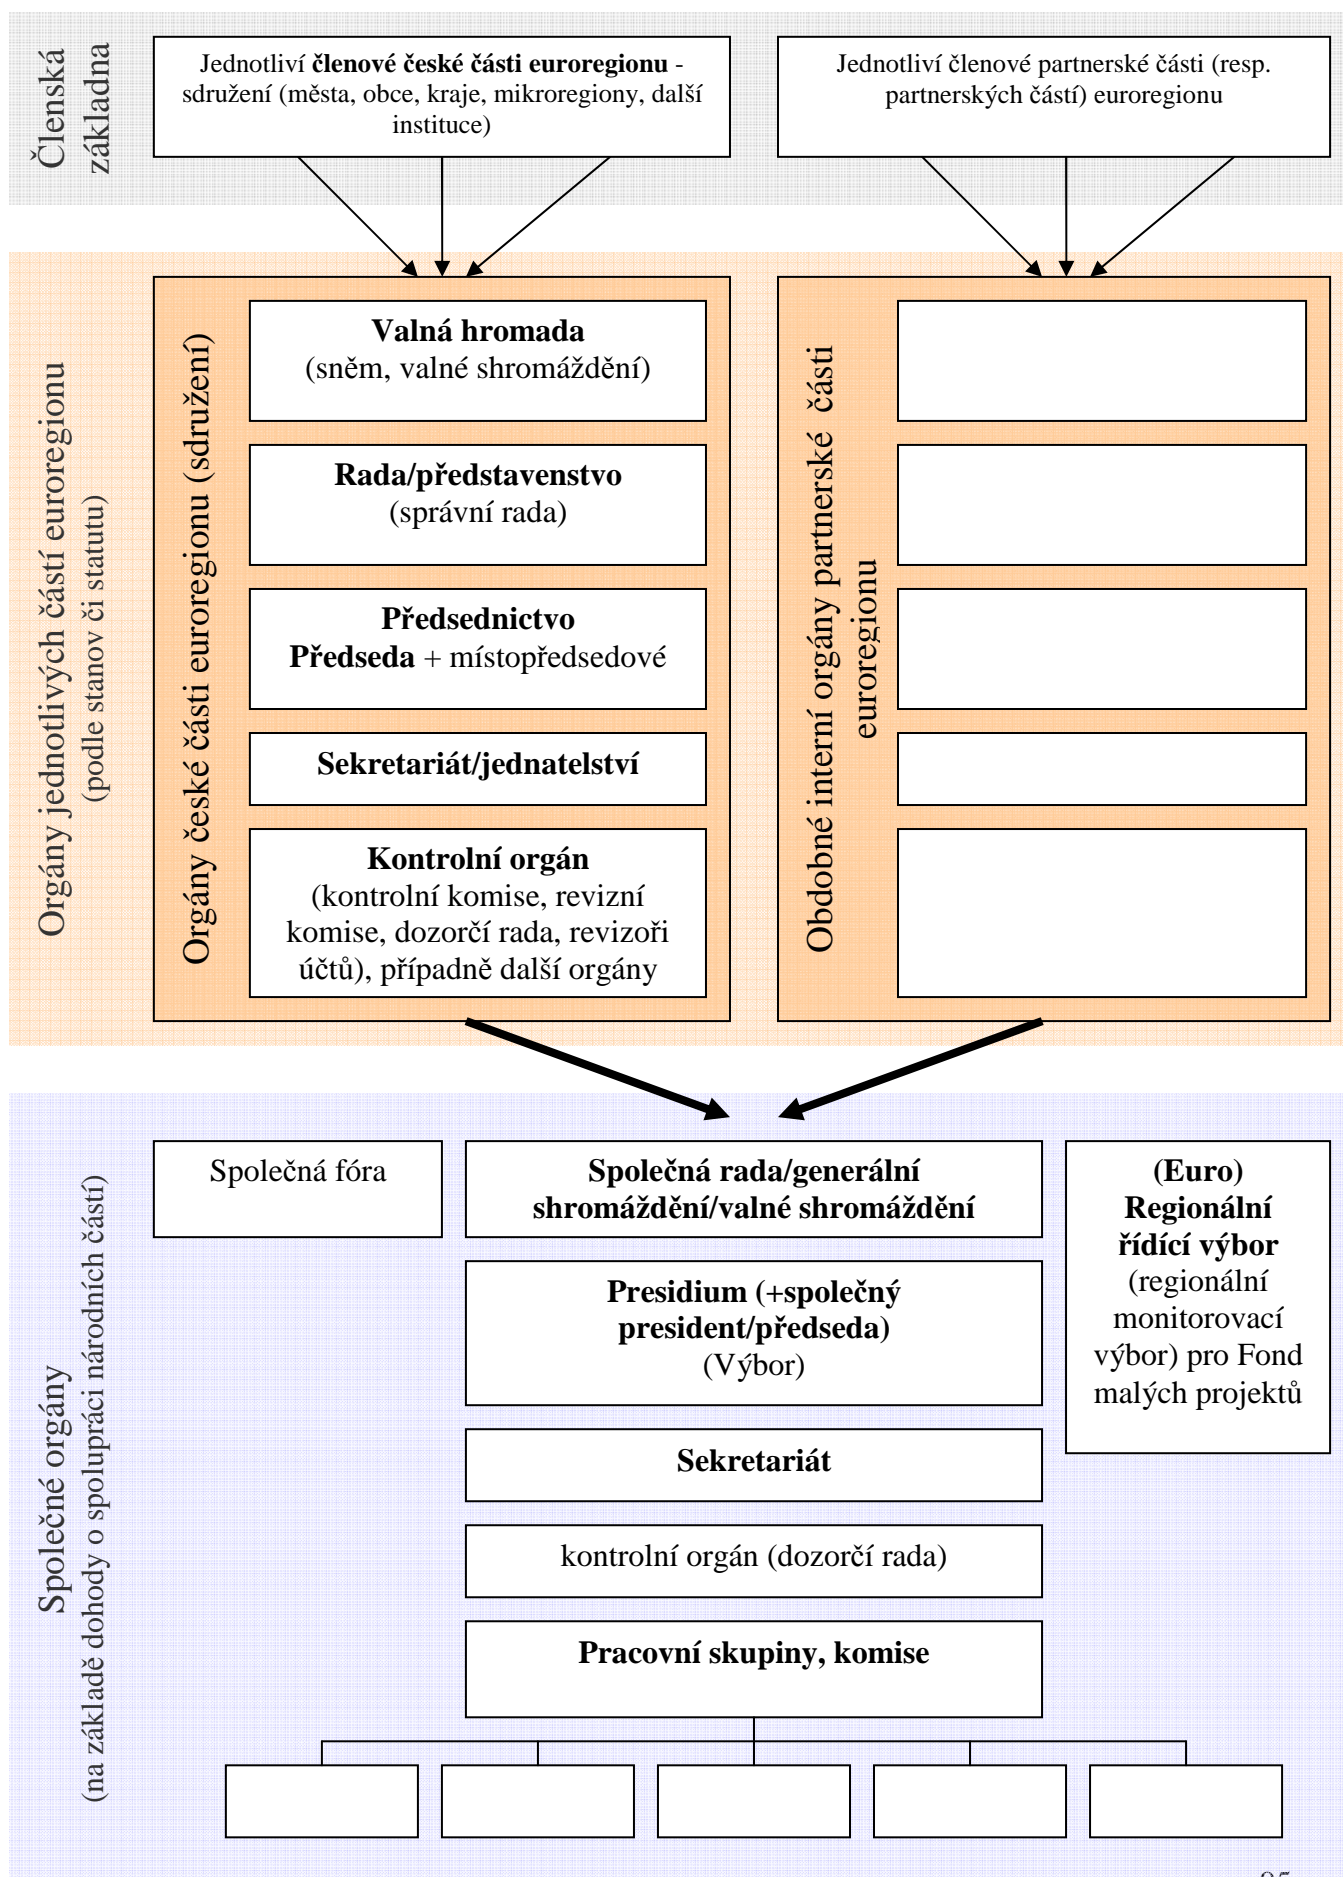 Členská
základna
Jednotliví členové české části euroregionu -
sdružení (města, obce, kraje, mikroregiony, další
instituce)
Jednotliví členové partnerské části (resp.
partnerských částí) euroregionu
Orgány jednotlivých částí euroregionu
(podle stanov či statutu)
Orgány české části euroregionu (sdružení)
Valná hromada
(sněm, valné shromáždění)
Rada/představenstvo
(správní rada)
Předsednictvo
Předseda + místopředsedové
Sekretariát/jednatelství
Kontrolní orgán
(kontrolní komise, revizní
komise, dozorčí rada, revizoři
účtů), případně další orgány
Obdobné interní orgány partnerské části
euroregionu
Společné orgány
(na základě dohody o spolupráci národních částí)
Společná fóra
Společná rada/generální
shromáždění/valné shromáždění
Presidium (+společný
president/předseda)
(Výbor)
Sekretariát
kontrolní orgán (dozorčí rada)
Pracovní skupiny, komise
(Euro)
Regionální
řídící výbor
(regionální
monitorovací
výbor) pro Fond
malých projektů